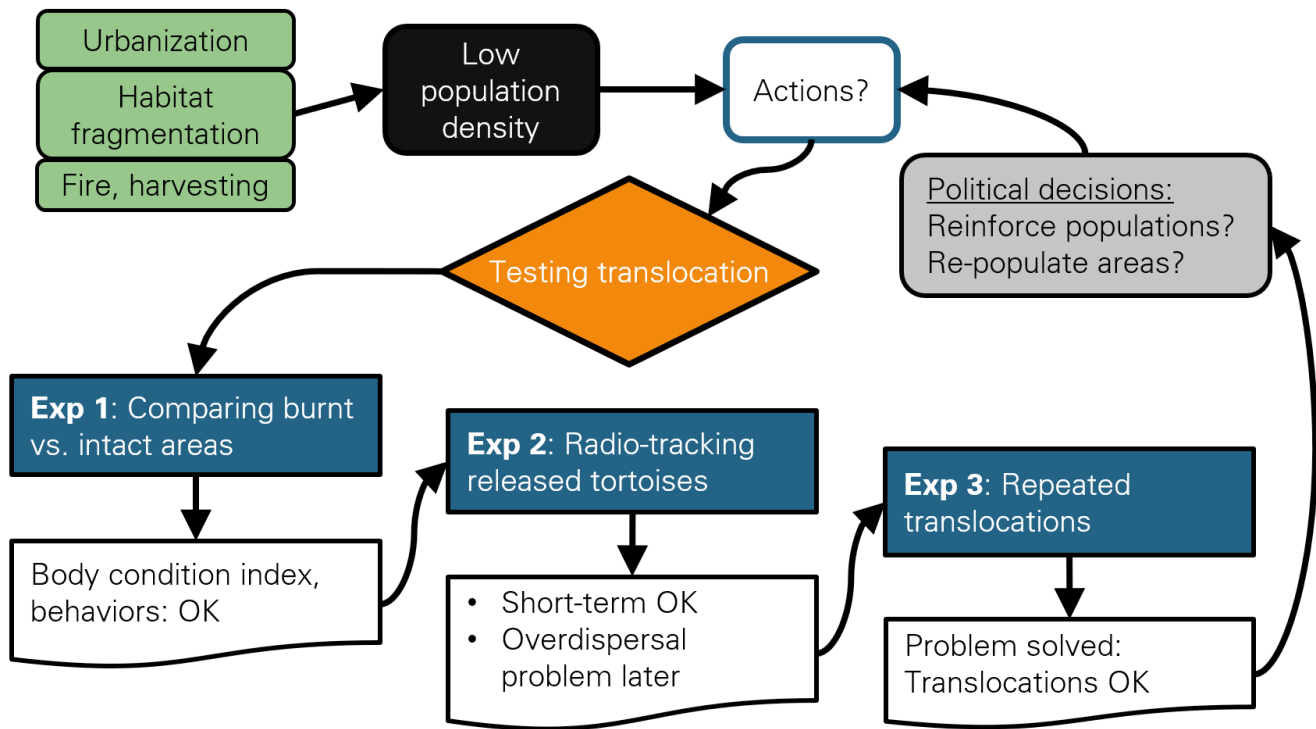 Urbanization
Habitat
fragmentation
Fire, harvesting
Low
population
density
Actions?
Political decisions:
Reinforce populations?
Re-populate areas?
Testing translocation
Exp 1: Comparing burnt
vs. intact areas
Body condition index,
behaviors: OK
Exp 2: Radio-tracking
released tortoises
• Short-term OK
• Overdispersal
problem later
Exp 3: Repeated
translocations
Problem solved:
Translocations OK